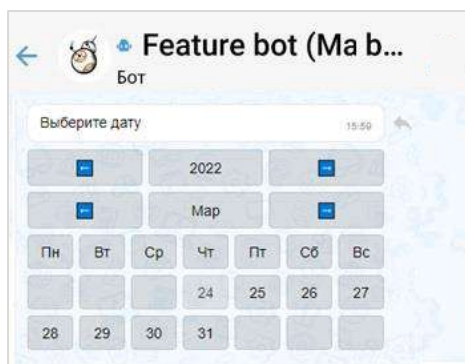 Feature bot (Ma b...
Бот
Выберите дату 15:59
← 2022 →
← Мар →
Пн Вт Ср Чт Пт Сб Вс
24 25 26 27
28 29 30 31